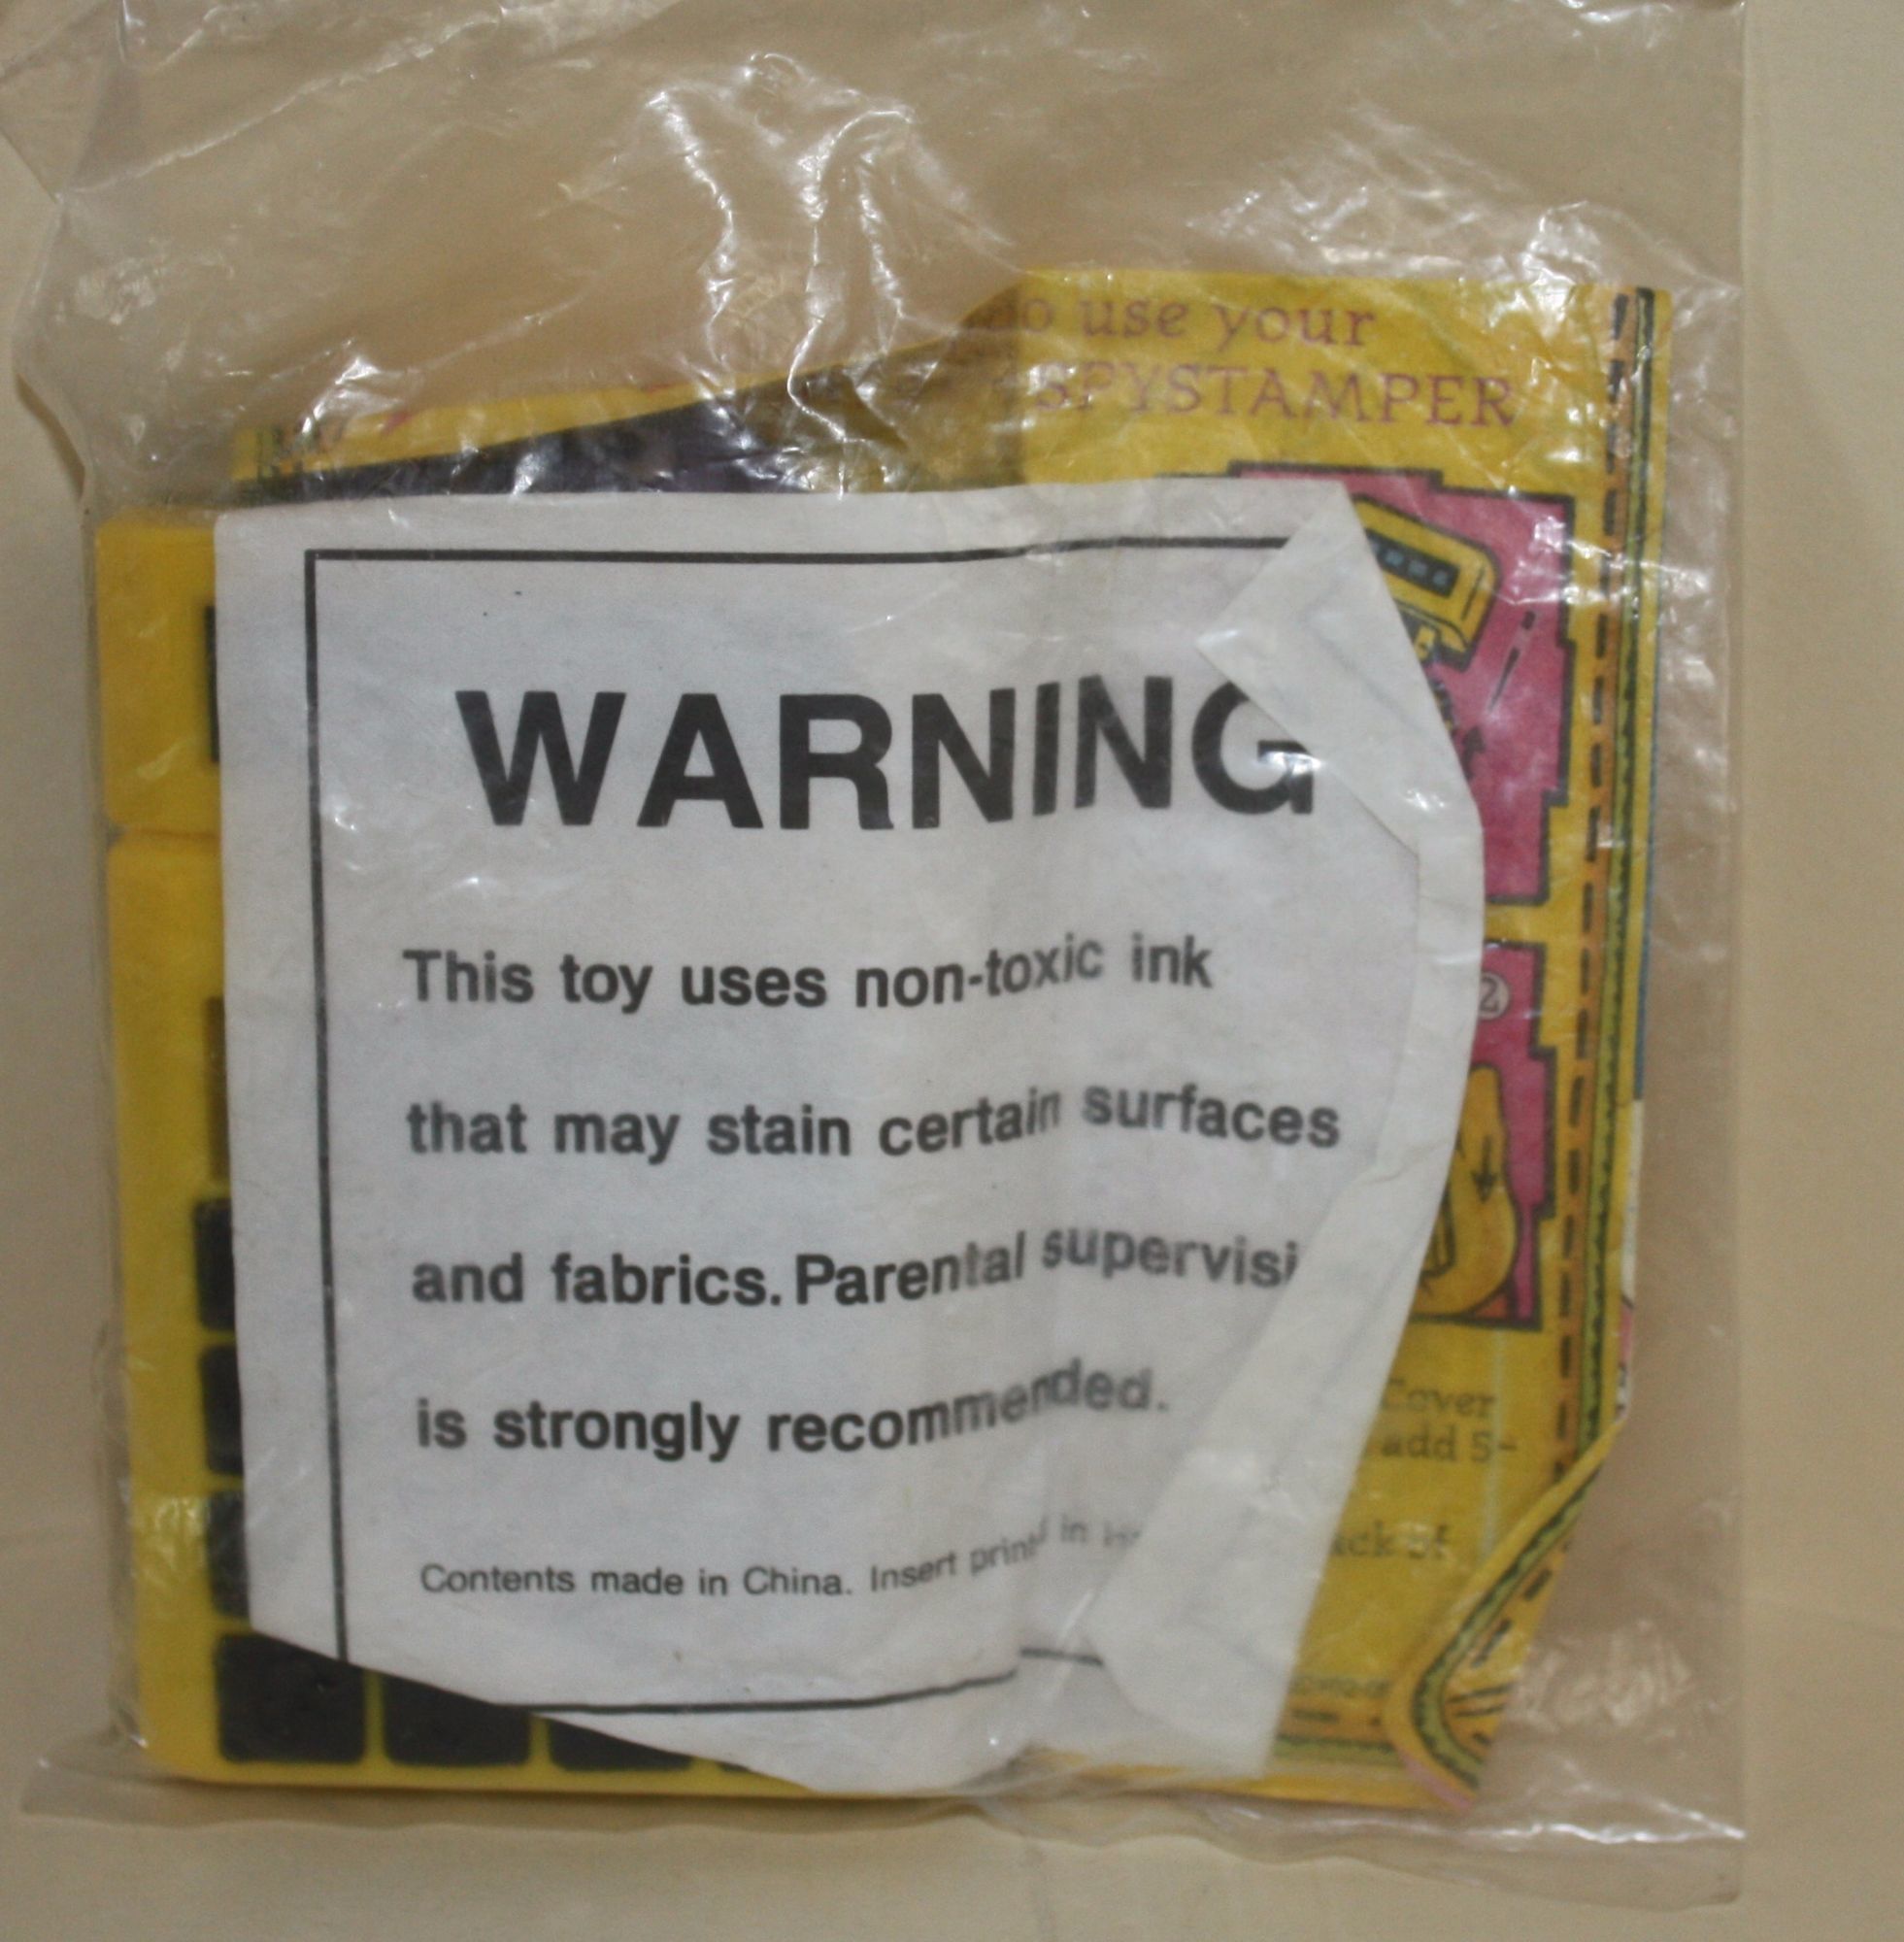 use your
SPYSTAMPER
WARNING
This toy uses non-toxic ink
that may stain certain surfaces
and fabrics. Parental supervisi
is strongly recommended.
Contents made in China. Insert print in
2
Cover
add 5-